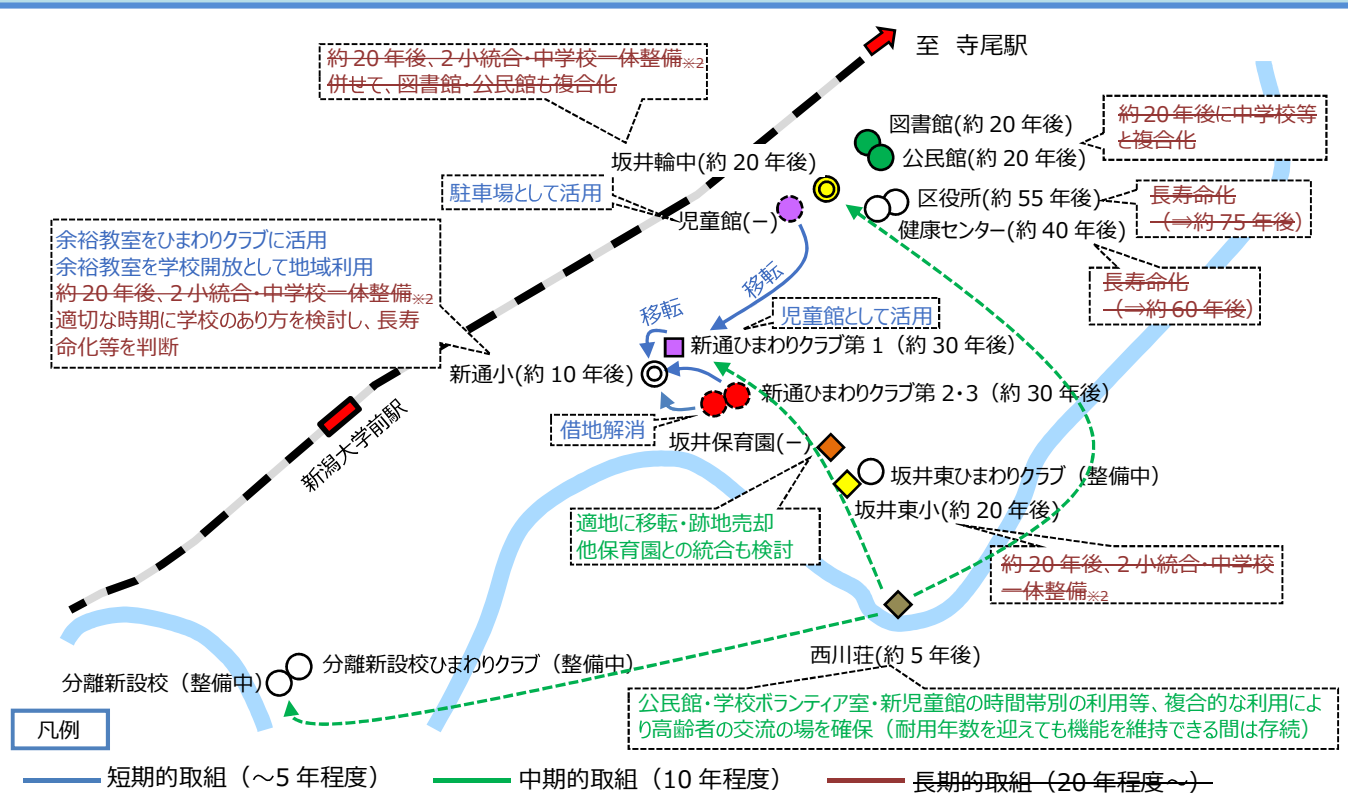 至 寺尾駅
約20年後、2小統合・中学校一体整備※2
併せて、図書館・公民館も複合化
図書館(約20年後)
公民館(約20年後)
約20年後に中学校等
と複合化
坂井輪中(約20年後)
駐車場として活用
児童館(−)
区役所(約55年後)
健康センター(約40年後)
長寿命化
(⇒約75年後)
長寿命化
(⇒約60年後)
余裕教室をひまわりクラブに活用
余裕教室を学校開放として地域利用
約20年後、2小統合・中学校一体整備※2
適切な時期に学校のあり方を検討し、長寿
命化等を判断
移転
移転
児童館として活用
新通ひまわりクラブ第1（約30年後）
新通小(約10年後)
新通ひまわりクラブ第2・3（約30年後）
借地解消
新潟大学前駅
坂井保育園(−)
坂井東ひまわりクラブ（整備中）
坂井東小(約20年後)
適地に移転・跡地売却
他保育園との統合も検討
約20年後、2小統合・中学校
一体整備※2
西川荘(約5年後)
分離新設校ひまわりクラブ（整備中）
分離新設校（整備中）
公民館・学校ボランティア室・新児童館の時間帯別の利用等、複合的な利用によ
り高齢者の交流の場を確保（耐用年数を迎えても機能を維持できる間は存続）
凡例
短期的取組（～5年程度）
中期的取組（10年程度）
長期的取組（20年程度～）